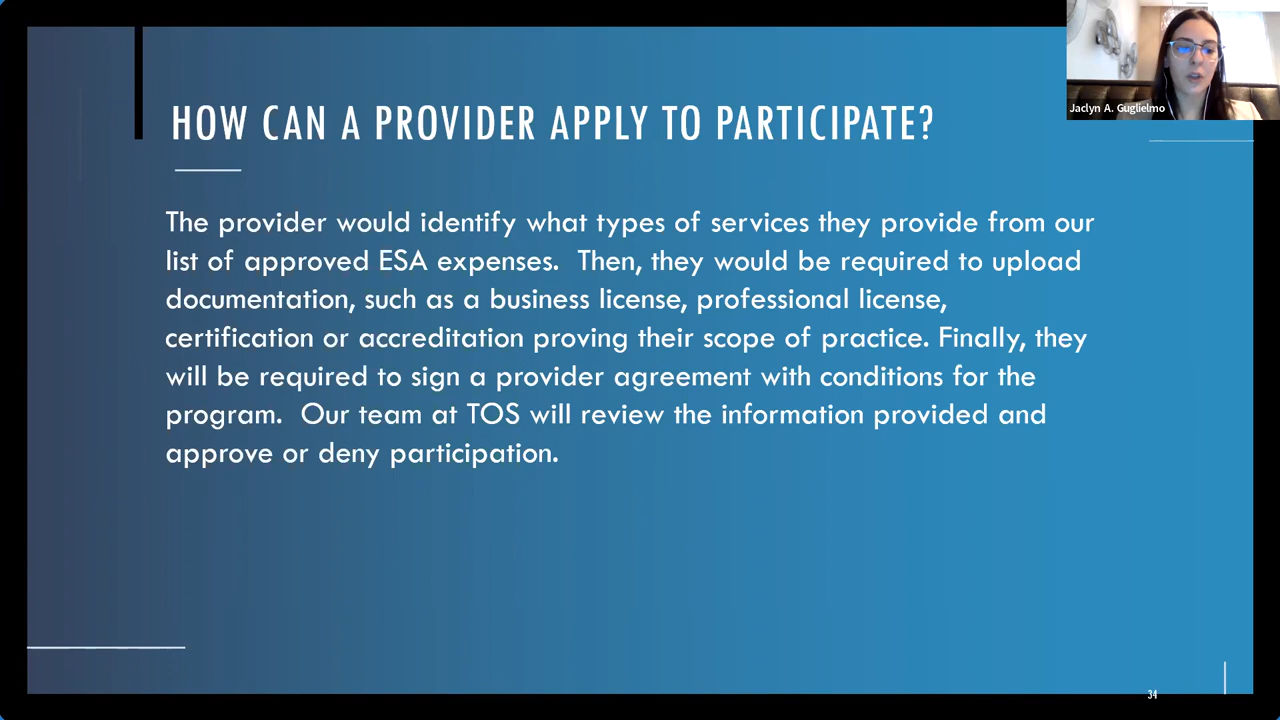 Jaclyn A. Guglielmo
HOW CAN A PROVIDER APPLY TO PARTICIPATE?
The provider would identify what types of services they provide from our
list of approved ESA expenses.  Then, they would be required to upload
documentation, such as a business license, professional license,
certification or accreditation proving their scope of practice. Finally, they
will be required to sign a provider agreement with conditions for the
program.  Our team at TOS will review the information provided and
approve or deny participation.
34